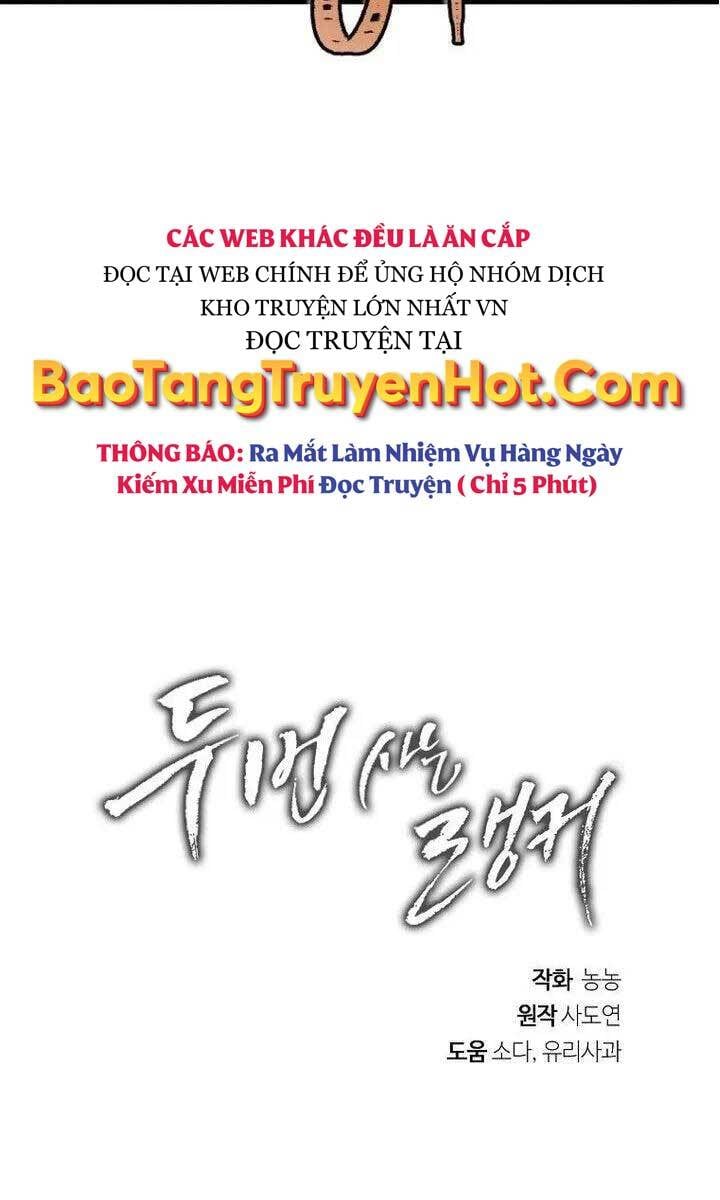 CÁC WEB KHÁC ĐỀU LÀ ĂN CẮP
ĐỌC TẠI WEB CHÍNH ĐỂ ỦNG HỘ NHÓM DỊCH
KHO TRUYỆN LỚN NHẤT VN
ĐỌC TRUYỆN TẠI
BaoTangTruyenHot.Com
THÔNG BÁO: Ra Mắt Làm Nhiệm Vụ Hàng Ngày
Kiếm Xu Miễn Phí Đọc Truyện ( Chỉ 5 Phút)
두 번 사는
랭커
작화 농농
원작 사도연
도움 소다, 유리사과